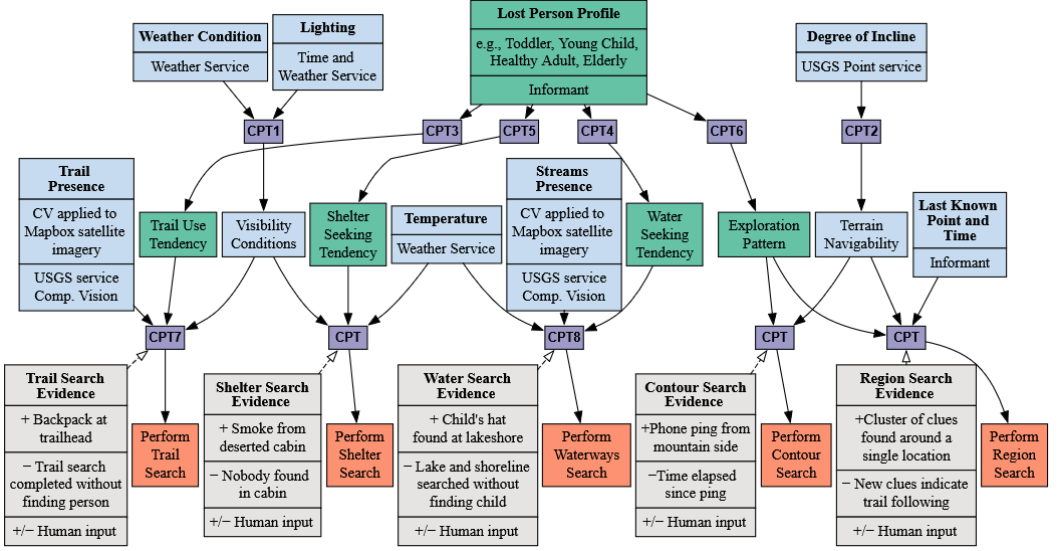 Weather Condition
Weather Service
Lighting
Time and
Weather Service
Lost Person Profile
e.g., Toddler, Young Child,
Healthy Adult, Elderly
Informant
Degree of Incline
USGS Point service
CPT1
CPT3
CPT5
CPT4
CPT6
CPT2
Trail
Presence
CV applied to
Mapbox satellite
imagery
USGS service
Comp. Vision
Trail Use
Tendency
Visibility
Conditions
Shelter
Seeking
Tendency
Temperature
Weather Service
Streams
Presence
CV applied to
Mapbox satellite
imagery
USGS service
Comp. Vision
Water
Seeking
Tendency
Exploration
Pattern
Terrain
Navigability
Last Known
Point and
Time
Informant
CPT7
CPT
CPT8
CPT
CPT
Trail Search
Evidence
+ Backpack at
trailhead
− Trail search
completed without
finding person
+/− Human input
Perform
Trail
Search
Shelter Search
Evidence
+ Smoke from
deserted cabin
− Nobody found
in cabin
+/− Human input
Perform
Shelter
Search
Water Search
Evidence
+ Child's hat
found at lakeshore
− Lake and shoreline
searched without
finding child
+/− Human input
Perform
Waterways
Search
Contour Search
Evidence
+Phone ping from
mountain side
−Time elapsed
since ping
+/− Human input
Perform
Contour
Search
Region Search
Evidence
+Cluster of clues
found around a
single location
− New clues indicate
trail following
+/− Human input
Perform
Region
Search